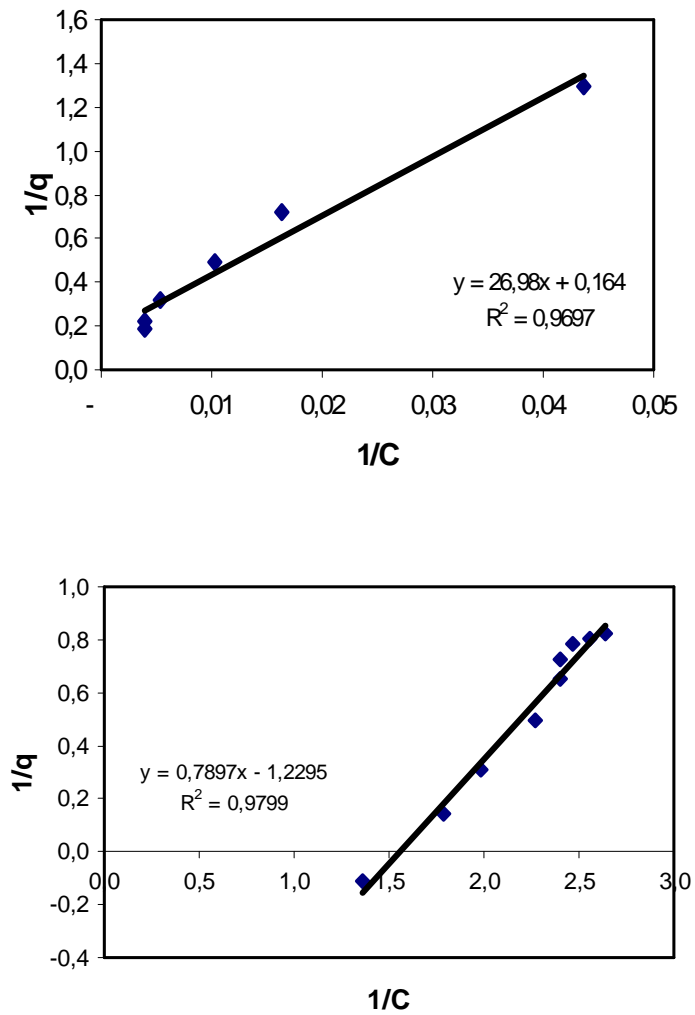 1,6
1,4
1,2
1,0
0,8
0,6
0,4
0,2
0,0
1/q
y = 26,98x + 0,164
R² = 0,9697
- 0,01 0,02 0,03 0,04 0,05
1/C
1,0
0,8
0,6
0,4
0,2
0,0
-0,2
-0,4
1/q
y = 0,7897x - 1,2295
R² = 0,9799
0,0 0,5 1,0 1,5 2,0 2,5 3,0
1/C